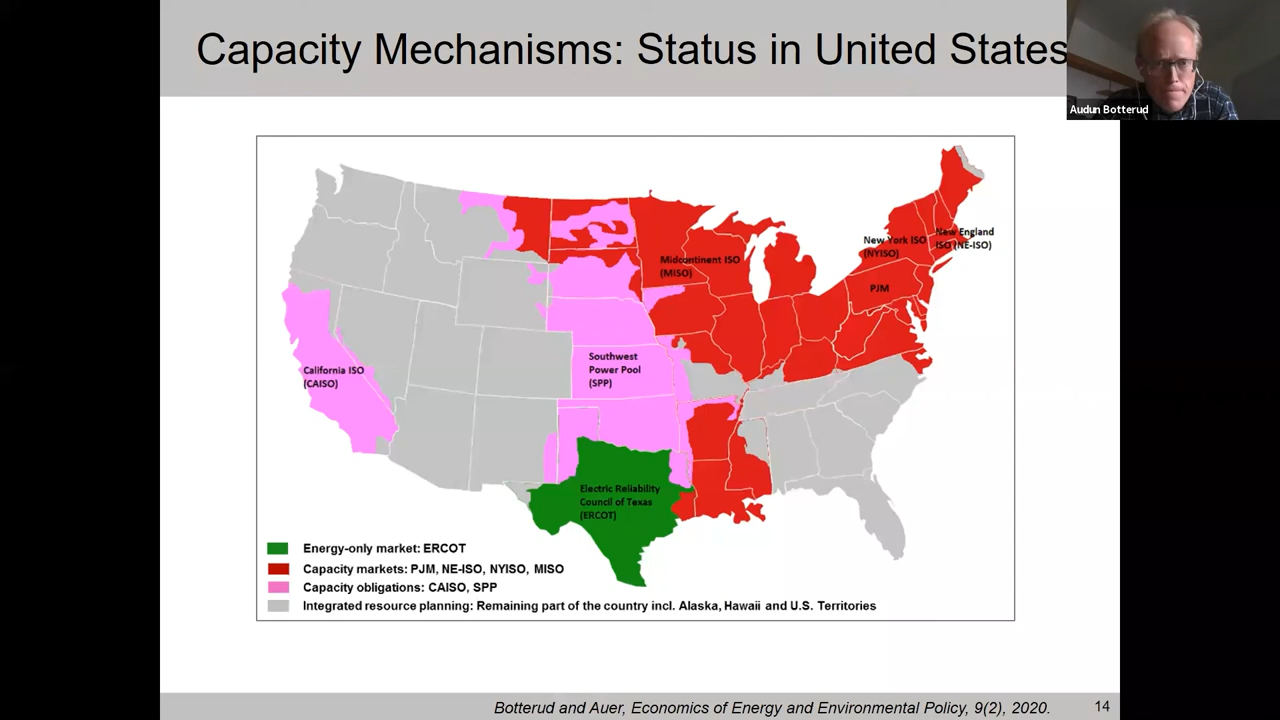 Capacity Mechanisms: Status in United States
Audun Botterud
New York ISO
(NYISO)
New England
ISO (NE-ISO)
Midcontinent ISO
(MISO)
PJM
California ISO
(CAISO)
Southwest
Power Pool
(SPP)
Electric Reliability
Council of Texas
(ERCOT)
Energy-only market: ERCOT
Capacity markets: PJM, NE-ISO, NYISO, MISO
Capacity obligations: CAISO, SPP
Integrated resource planning: Remaining part of the country incl. Alaska, Hawaii and U.S. Territories
Botterud and Auer, Economics of Energy and Environmental Policy, 9(2), 2020.
14